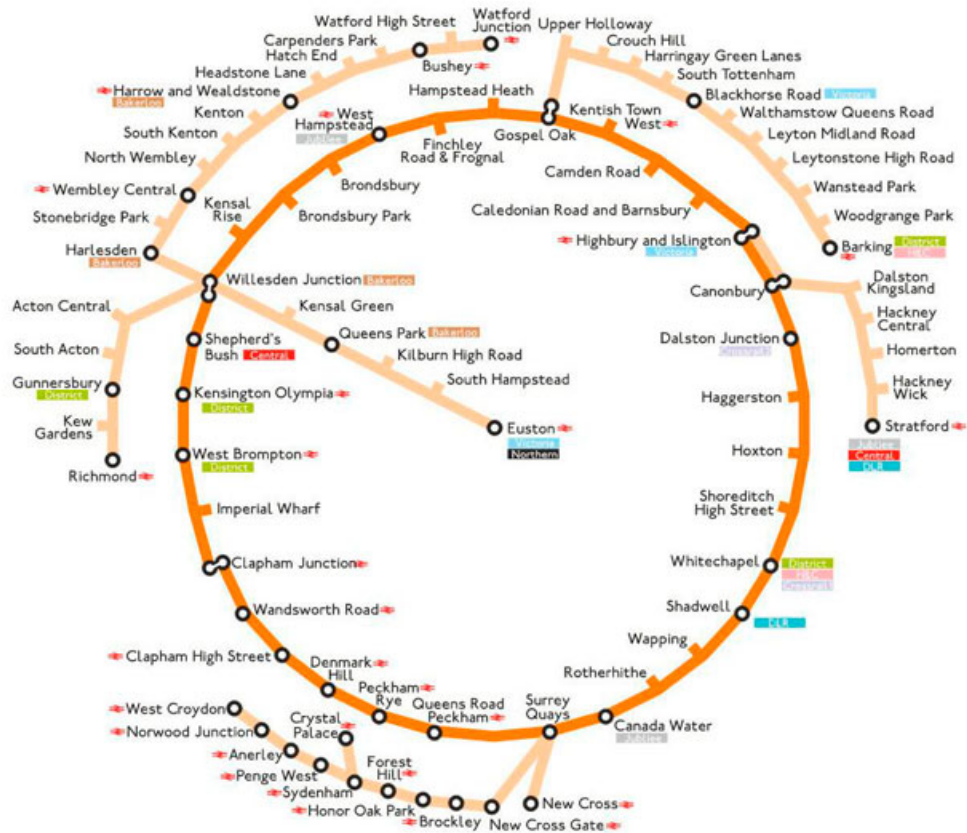 Watford High Street
Watford
Junction
Carpenders Park
Hatch End
Bushey
Headstone Lane
Harrow and Wealdstone
Bakerloo
Kenton
South Kenton
North Wembley
Wembley Central
Stonebridge Park
Harlesden
Bakerloo
Upper Holloway
Crouch Hill
Harringay Green Lanes
South Tottenham
Blackhorse Road
Victoria
Walthamstow Queens Road
Leyton Midland Road
Leytonstone High Road
Wanstead Park
Woodgrange Park
Barking
District
H&C
Hampstead Heath
West
Hampstead
Jubilee
Finchley
Road & Frognal
Gospel Oak
Kentish Town
West
Brondsbury
Brondsbury Park
Kensal
Rise
Camden Road
Caledonian Road and Barnsbury
Highbury and Islington
Victoria
Canonbury
Dalston
Kingsland
Hackney
Central
Homerton
Hackney
Wick
Stratford
Jubilee
Central
DLR
Willesden Junction
Bakerloo
Acton Central
South Acton
Gunnersbury
District
Kew
Gardens
Richmond
Kensal Green
Queens Park
Bakerloo
Kilburn High Road
South Hampstead
Euston
Victoria
Northern
Shepherd's
Bush
Central
Kensington Olympia
District
West Brompton
District
Imperial Wharf
Clapham Junction
Wandsworth Road
Clapham High Street
Denmark
Hill
Peckham
Rye
Queens Road
Peckham
Surrey
Quays
Canada Water
Jubilee
Rotherhithe
Wapping
Shadwell
DLR
Whitechapel
District
H&C
Crossrail1
Shoreditch
High Street
Hoxton
Haggerston
Dalston Junction
Crossrail2
West Croydon
Norwood Junction
Anerley
Penge West
Crystal
Palace
Sydenham
Forest
Hill
Honor Oak Park
Brockley
New Cross Gate
New Cross